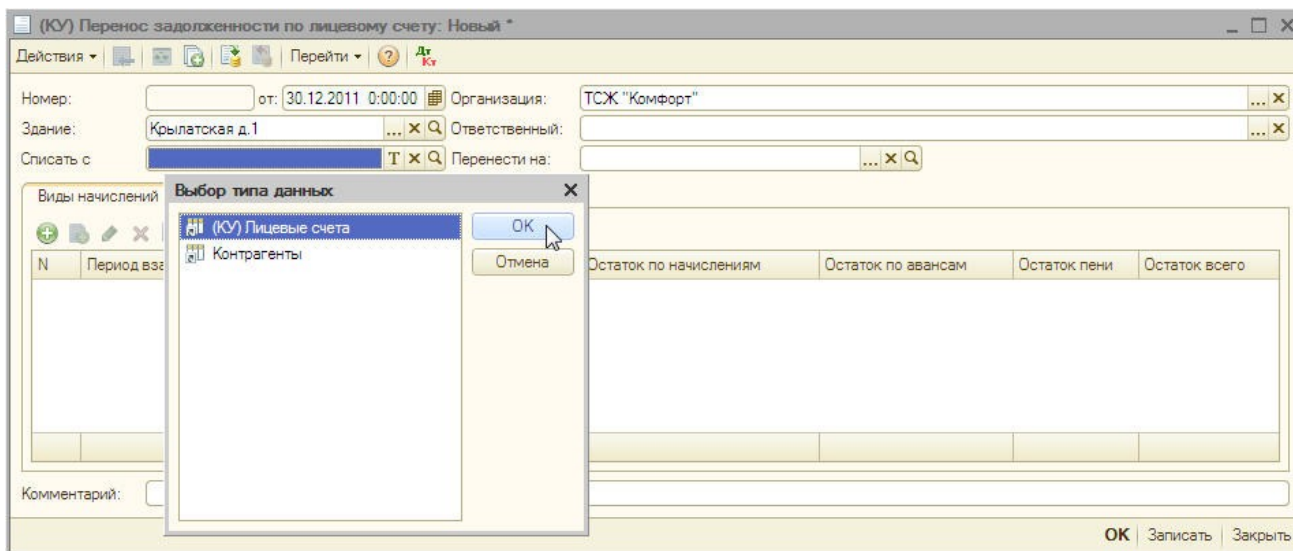 (КУ) Перенос задолженности по лицевому счету: Новый *
Действия Перейти Дт Кт
Номер: от: 30.12.2011 0:00:00 Организация: ТСЖ "Комфорт"
Здание: Крылатская д.1 Ответственный:
Списать с T Перенести на:
Виды начислений
Выбор типа данных
(КУ) Лицевые счета OK
Контрагенты Отмена
N Период вза Остаток по начислениям Остаток по авансам Остаток пени Остаток всего
Комментарий:
OK Записать Закрыть